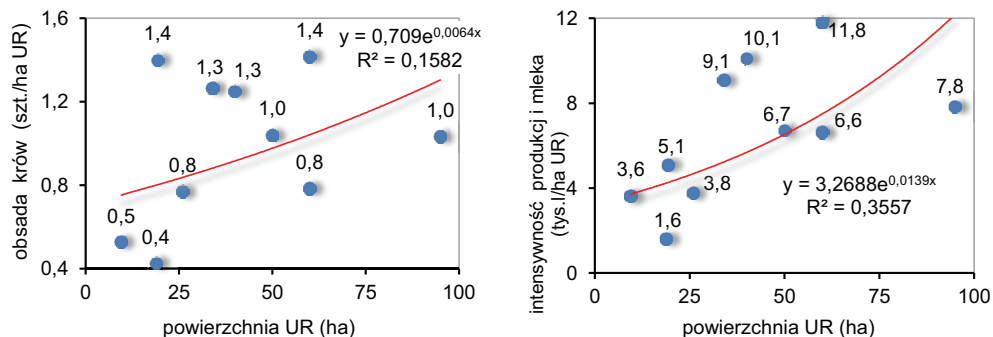 obsada krów (szt./ha UR)
1,6
1,2
0,8
0,4
1,4
1,4
y = 0,709e^0,0064x
R² = 0,1582
1,3
1,3
1,0
1,0
0,8
0,8
0,5
0,4
0 25 50 75 100
powierzchnia UR (ha)
intensywność produkcj i mleka
(tys.l/ha UR)
12
8
4
0
11,8
10,1
9,1
7,8
6,7
6,6
5,1
3,6
3,8
1,6
y = 3,2688e^0,0139x
R² = 0,3557
0 25 50 75 100
powierzchnia UR (ha)